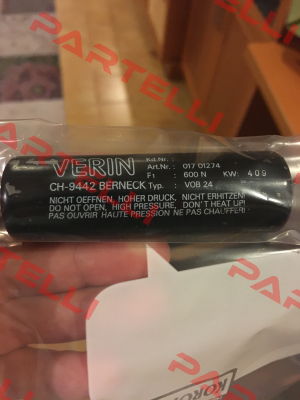 PARTELLI
VERIN Kd.Nr. :
Art.Nr. : 017 01274
F1 : 600 N KW: 409
CH-9442 BERNECK Typ. : VOB 24
NICHT OEFFNEN, HOHER DRUCK, NICHT ERHITZEN!
DO NOT OPEN, HIGH PRESSURE, DON'T HEAT UP!
PAS OUVRIR HAUTE PRESSION NE PAS CHAUFFER!
PARTELLI
PARTELLI